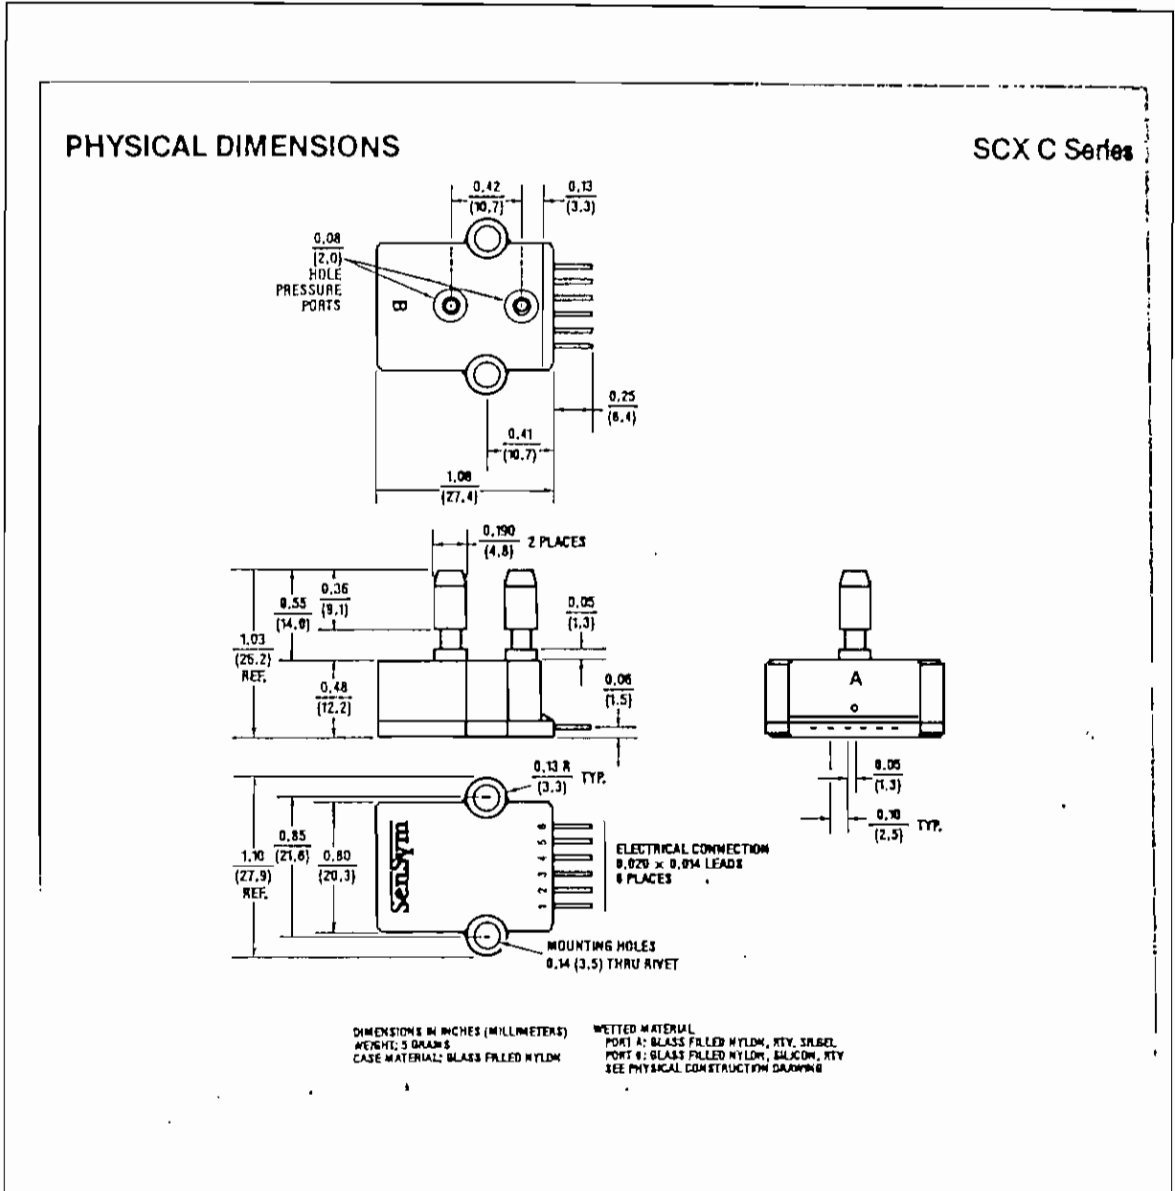 PHYSICAL DIMENSIONS
SCX C Series
0.42
(10.7)
0.13
(3.3)
0.08
(2.0)
HOLE
PRESSURE
PORTS
B
0.25
(6.4)
0.41
(10.7)
1.08
(27.4)
0.190
(4.8)
2 PLACES
0.55
(14.0)
0.36
(9.1)
0.05
(1.3)
1.03
(26.2)
REF.
0.48
(12.2)
0.06
(1.5)
A
0.05
(1.3)
0.10
(2.5)
TYP.
0.13 R
(3.3)
TYP.
1.10
(27.9)
REF.
0.85
(21.6)
0.80
(20.3)
SenSym
1 2 3 4 5 6
ELECTRICAL CONNECTION
0.020 x 0.014 LEADS
6 PLACES
MOUNTING HOLES
0.14 (3.5) THRU RIVET
DIMENSIONS IN INCHES (MILLIMETERS)
WEIGHT: 5 GRAMS
CASE MATERIAL: GLASS FILLED NYLON
WETTED MATERIAL
PORT A: GLASS FILLED NYLON, RTV,
PORT B: GLASS FILLED NYLON, SILICON, RTV
SEE PHYSICAL CONSTRUCTION DRAWING